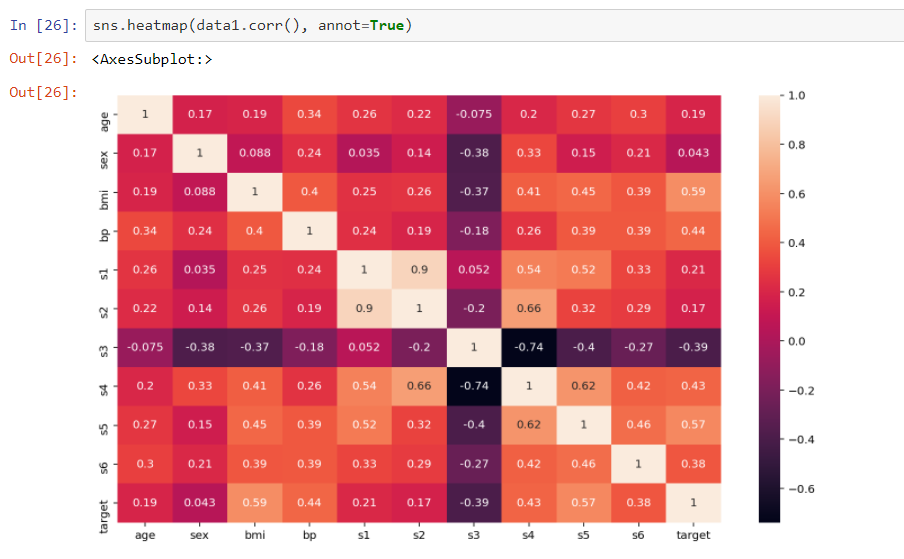 In [26]: sns.heatmap(data1.corr(), annot=True)
Out[26]: <AxesSubplot:>
Out[26]:
age 1 0.17 0.19 0.34 0.26 0.22 -0.075 0.2 0.27 0.3 0.19
sex 0.17 1 0.088 0.24 0.035 0.14 -0.38 0.33 0.15 0.21 0.043
bmi 0.19 0.088 1 0.4 0.25 0.26 -0.37 0.41 0.45 0.39 0.59
bp 0.34 0.24 0.4 1 0.24 0.19 -0.18 0.26 0.39 0.39 0.44
s1 0.26 0.035 0.25 0.24 1 0.9 0.052 0.54 0.52 0.33 0.21
s2 0.22 0.14 0.26 0.19 0.9 1 -0.2 0.66 0.32 0.29 0.17
s3 -0.075 -0.38 -0.37 -0.18 0.052 -0.2 1 -0.74 -0.4 -0.27 -0.39
s4 0.2 0.33 0.41 0.26 0.54 0.66 -0.74 1 0.62 0.42 0.43
s5 0.27 0.15 0.45 0.39 0.52 0.32 -0.4 0.62 1 0.46 0.57
s6 0.3 0.21 0.39 0.39 0.33 0.29 -0.27 0.42 0.46 1 0.38
target 0.19 0.043 0.59 0.44 0.21 0.17 -0.39 0.43 0.57 0.38 1
age sex bmi bp s1 s2 s3 s4 s5 s6 target
1.0
0.8
0.6
0.4
0.2
0.0
−0.2
−0.4
−0.6